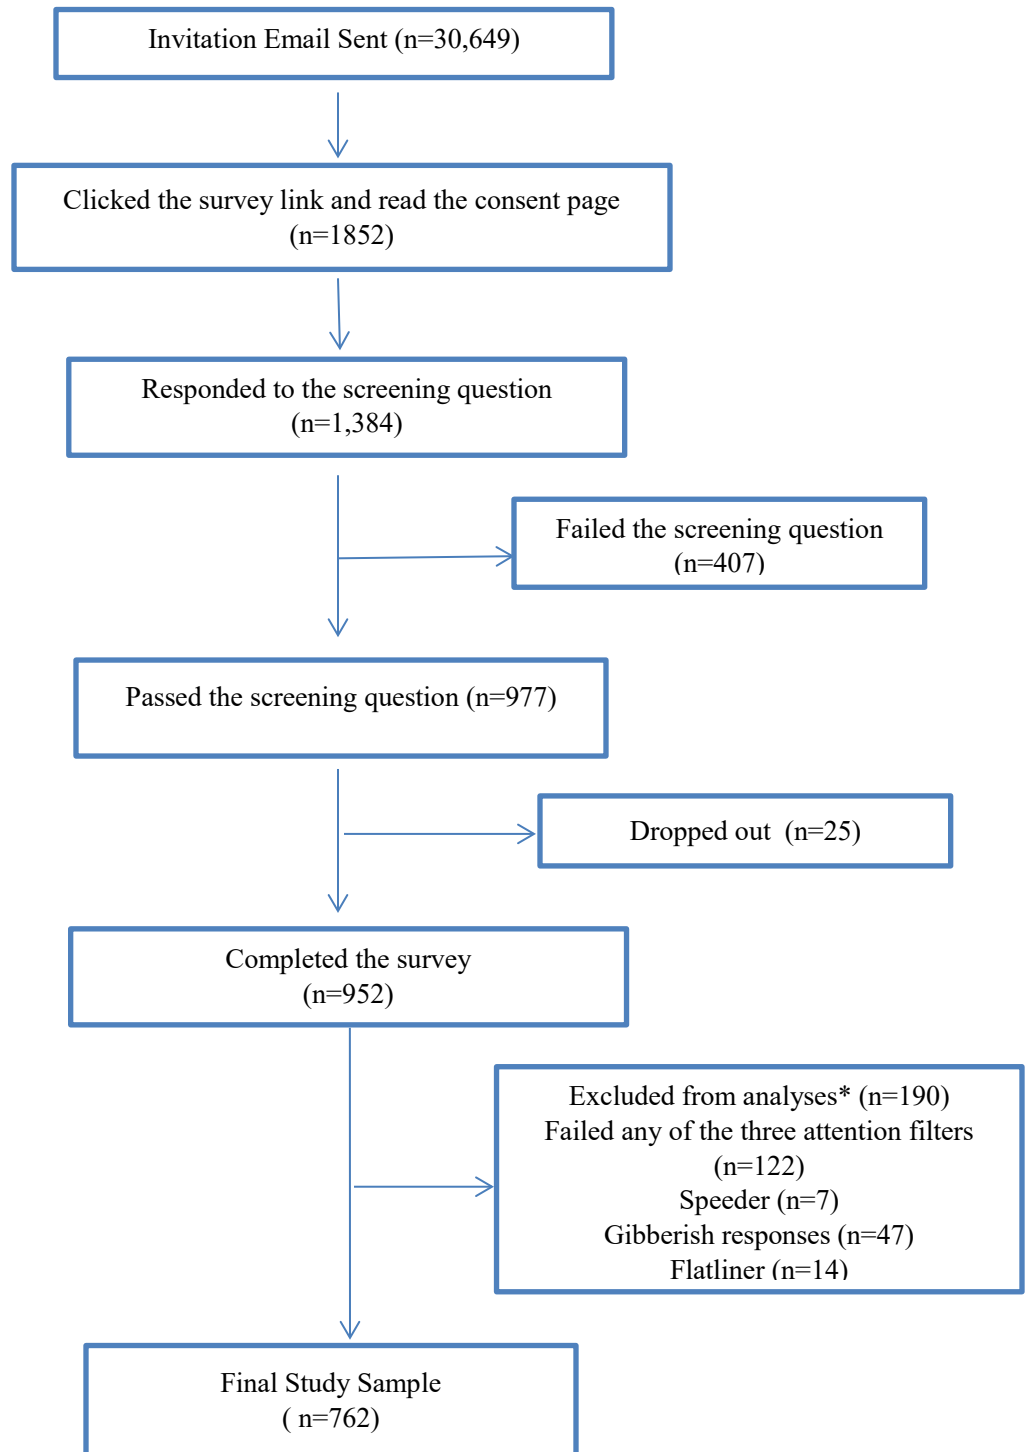 Invitation Email Sent (n=30,649)
Clicked the survey link and read the consent page
(n=1852)
Responded to the screening question
(n=1,384)
Failed the screening question
(n=407)
Passed the screening question (n=977)
Dropped out  (n=25)
Completed the survey
(n=952)
Excluded from analyses* (n=190)
Failed any of the three attention filters
(n=122)
Speeder (n=7)
Gibberish responses (n=47)
Flatliner (n=14)
Final Study Sample
( n=762)